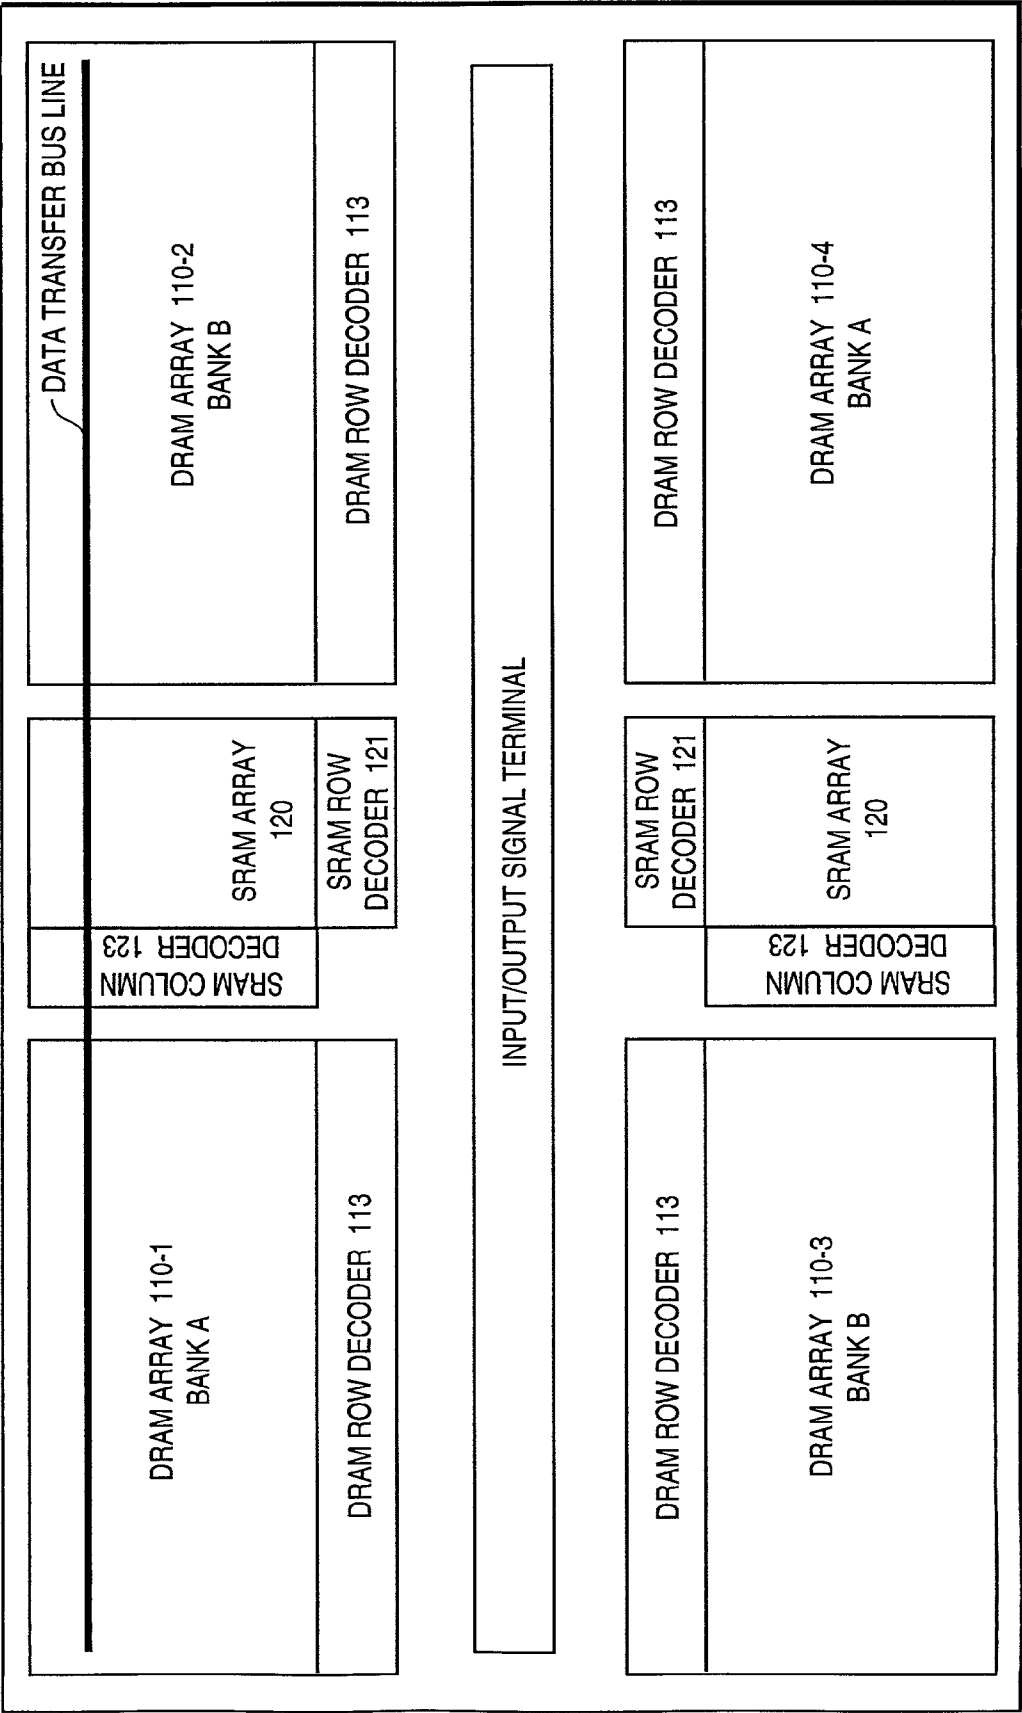 DATA TRANSFER BUS LINE
DRAM ARRAY 110-1
BANK A
DRAM ROW DECODER 113
SRAM COLUMN
DECODER 123
SRAM ARRAY
120
SRAM ROW
DECODER 121
DRAM ARRAY 110-2
BANK B
DRAM ROW DECODER 113
INPUT/OUTPUT SIGNAL TERMINAL
DRAM ROW DECODER 113
DRAM ARRAY 110-3
BANK B
SRAM ROW
DECODER 121
SRAM COLUMN
DECODER 123
SRAM ARRAY
120
DRAM ROW DECODER 113
DRAM ARRAY 110-4
BANK A